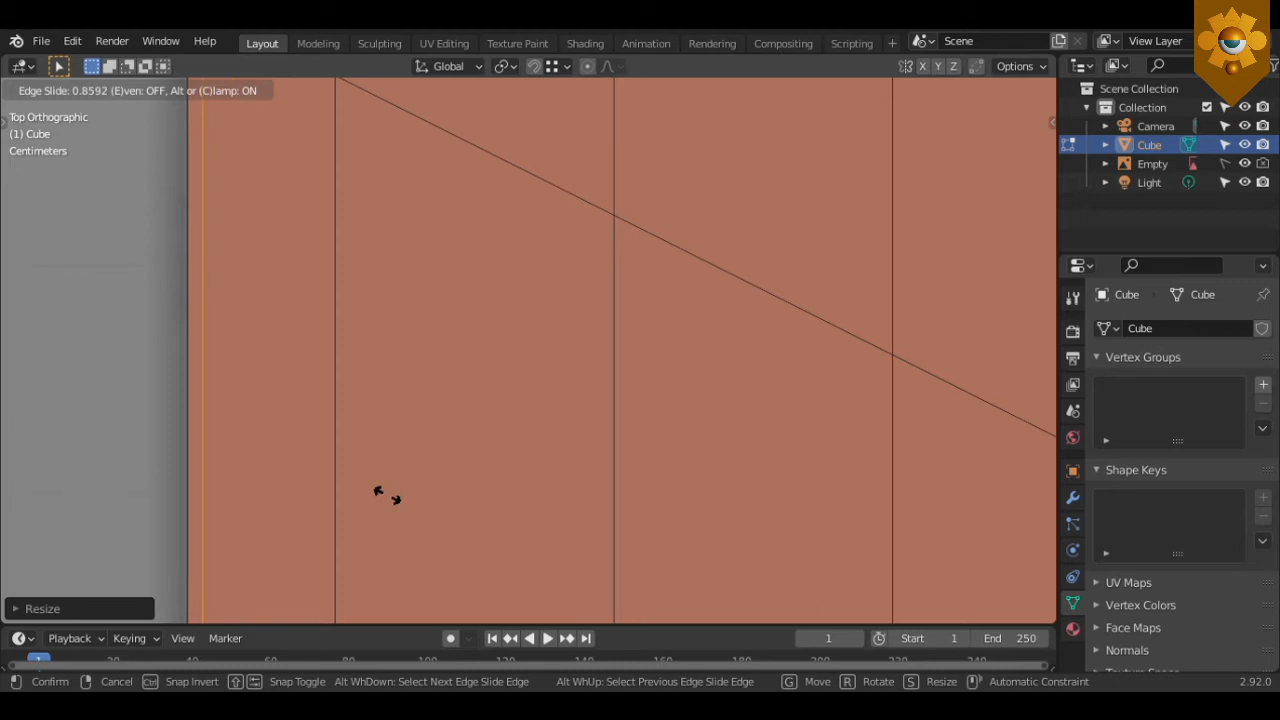 File Edit Render Window Help Layout Modeling Sculpting UV Editing Texture Paint Shading Animation Rendering Compositing Scripting Scene View Layer
Global Options X Y Z
Edge Slide: 0.8592 (E)ven: OFF, Alt or (C)lamp: ON
Top Orthographic
(1) Cube
Centimeters
Scene Collection
Collection
Camera
Cube
Empty
Light
Cube Cube
Cube
Vertex Groups
Shape Keys
UV Maps
Vertex Colors
Face Maps
Normals
Resize
Playback Keying View Marker 1 Start 1 End 250
1 20 40 60 80 100 120 140 160 180 200 220 240
Confirm Cancel Ctrl Snap Invert Snap Toggle Alt WhDown: Select Next Edge Slide Edge Alt WhUp: Select Previous Edge Slide Edge G Move R Rotate S Resize Automatic Constraint 2.92.0